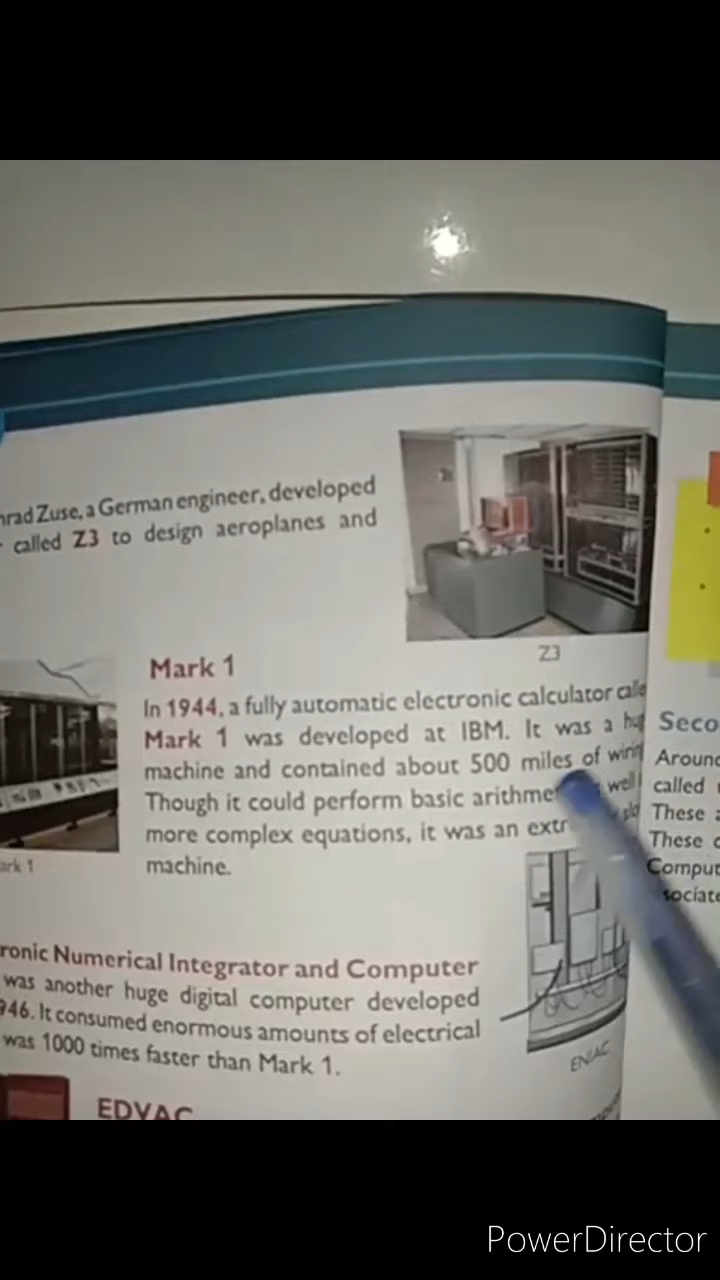 nrad Zuse, a German engineer, developed
called Z3 to design aeroplanes and
Z3
Mark 1
In 1944, a fully automatic electronic calculator calle
Mark 1 was developed at IBM. It was a hug
machine and contained about 500 miles of wirin
Though it could perform basic arithme well
more complex equations, it was an extr slo
machine.
ark 1
ronic Numerical Integrator and Computer
was another huge digital computer developed
946. It consumed enormous amounts of electrical
was 1000 times faster than Mark 1.
ENIAC
EDVAC
Seco
Around
called
These
These
Comput
sociate
PowerDirector